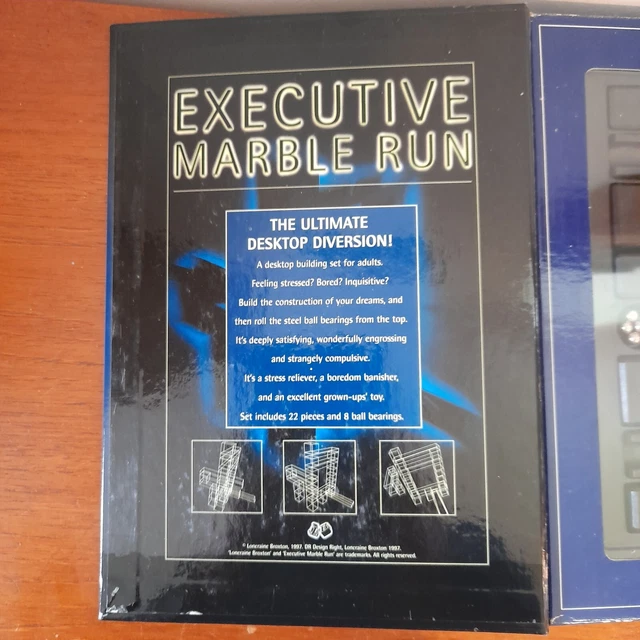 EXECUTIVE
MARBLE RUN
THE ULTIMATE
DESKTOP DIVERSION!
A desktop building set for adults.
Feeling stressed? Bored? Inquisitive?
Build the construction of your dreams, and
then roll the steel ball bearings from the top.
It's deeply satisfying, wonderfully engrossing
and strangely compulsive.
It's a stress reliever, a boredom banisher,
and an excellent grown-ups' toy.
Set includes 22 pieces and 8 ball bearings.
© Loncraine Broxton, 1997. DR Design Right, Loncraine Broxton 1997.
'Loncraine Broxton' and 'Executive Marble Run' are trademarks. All rights reserved.